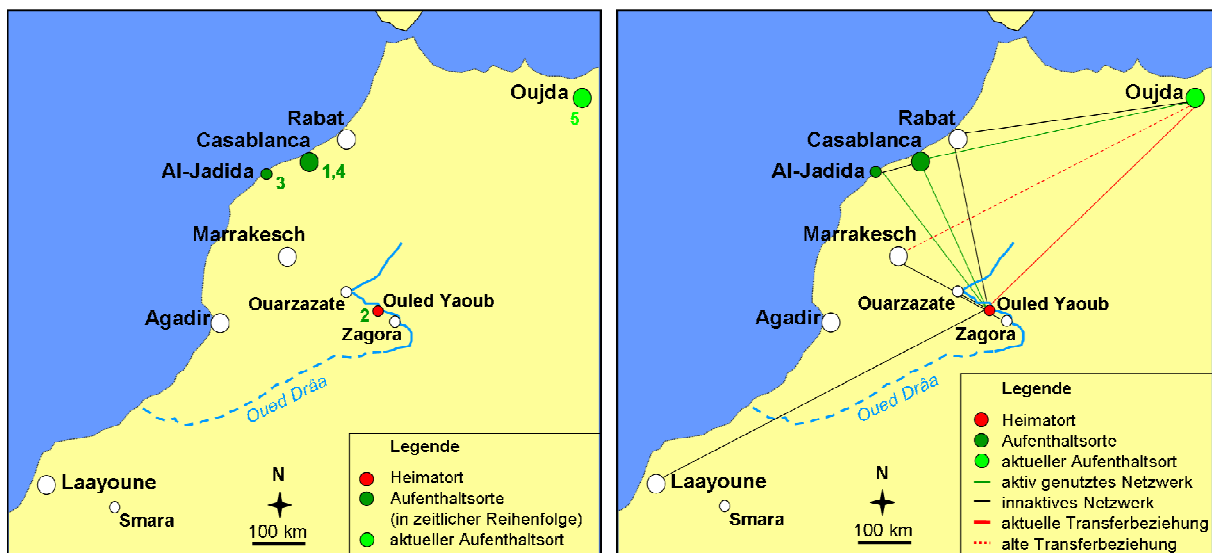 Oujda
5
Rabat
Casablanca
1,4
Al-Jadida
3
Marrakesch
Ouarzazate
Ouled Yaoub
2
Agadir
Zagora
Oued Drâa
Laayoune
Smara
N
100 km
Legende
Heimatort
Aufenthaltsorte
(in zeitlicher Reihenfolge)
aktueller Aufenthaltsort
Oujda
Rabat
Casablanca
Al-Jadida
Marrakesch
Ouarzazate
Ouled Yaoub
Agadir
Zagora
Oued Drâa
Laayoune
Smara
N
100 km
Legende
Heimatort
Aufenthaltsorte
aktueller Aufenthaltsort
aktiv genutztes Netzwerk
innaktives Netzwerk
aktuelle Transferbeziehung
alte Transferbeziehung